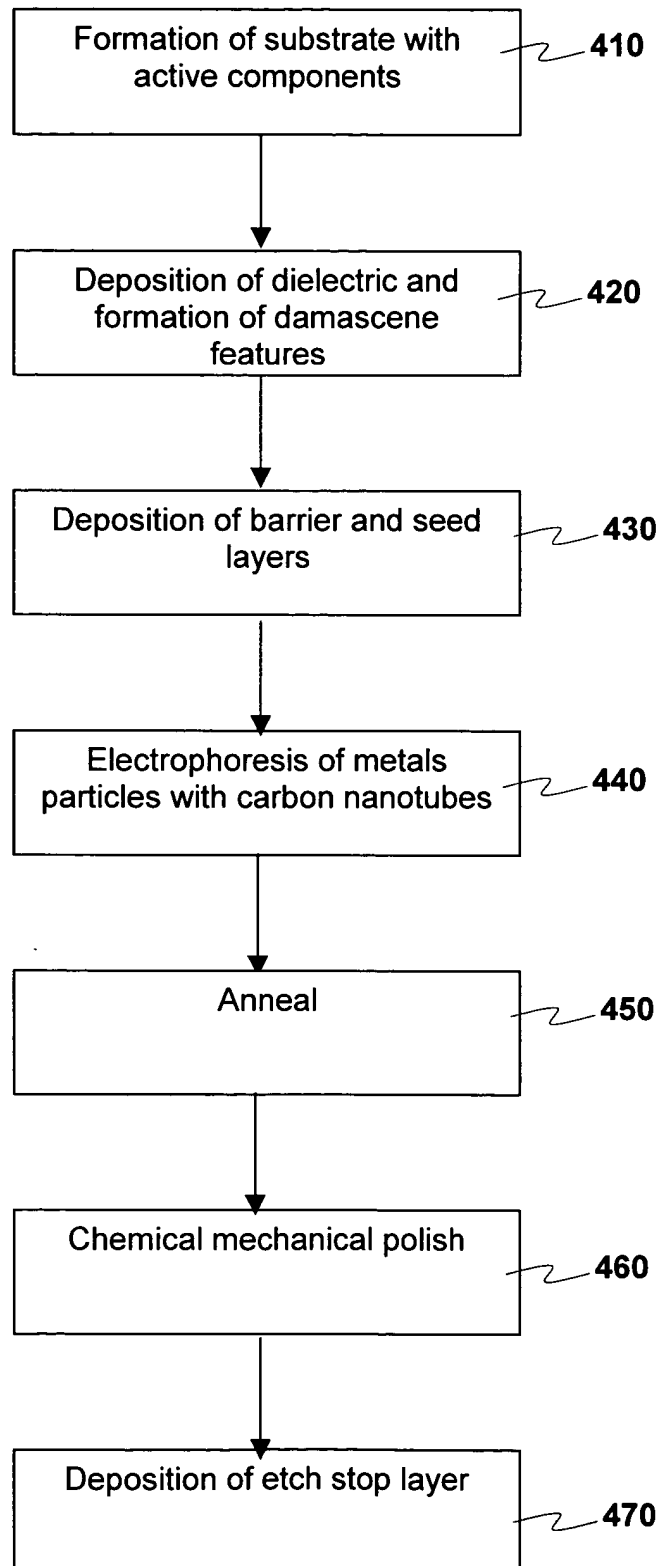 Formation of substrate with
active components
410
Deposition of dielectric and
formation of damascene
features
420
Deposition of barrier and seed
layers
430
Electrophoresis of metals
particles with carbon nanotubes
440
Anneal
450
Chemical mechanical polish
460
Deposition of etch stop layer
470